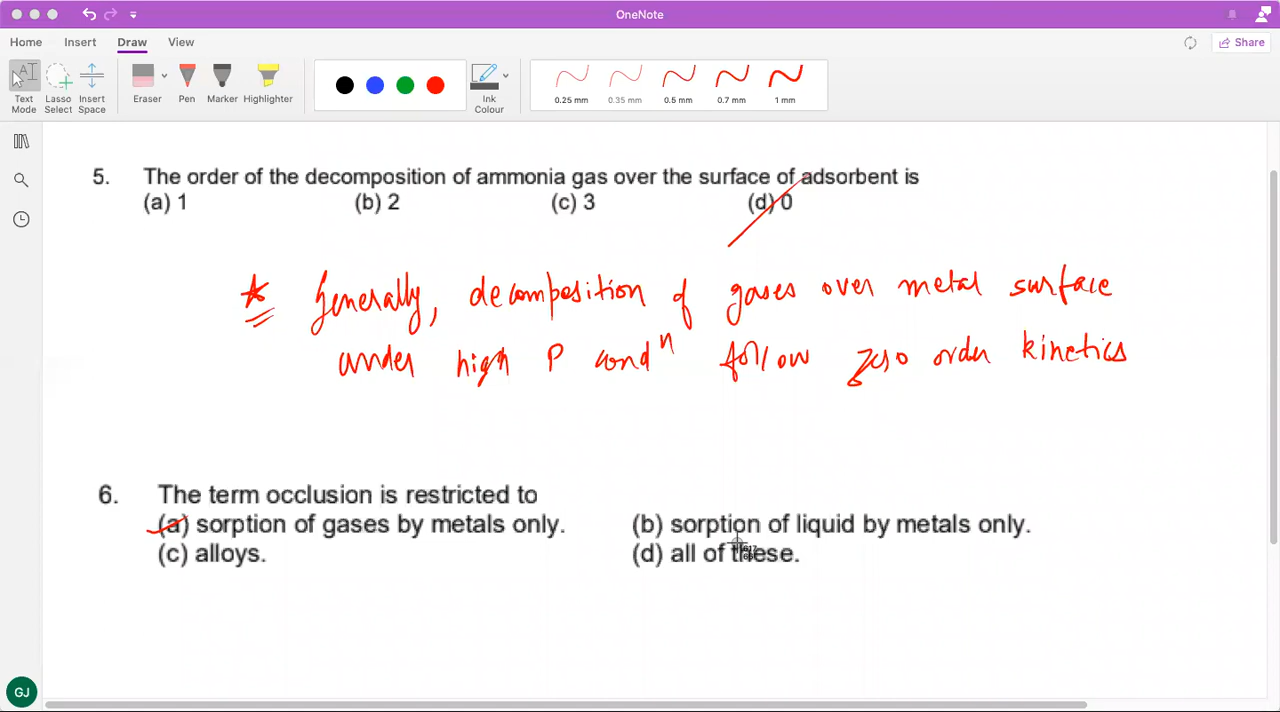 OneNote
Home Insert Draw View
Share
Text Mode
Lasso Select
Insert Space
Eraser
Pen
Marker
Highlighter
Ink Colour
0.25 mm 0.35 mm 0.5 mm 0.7 mm 1 mm
5. The order of the decomposition of ammonia gas over the surface of adsorbent is
(a) 1 (b) 2 (c) 3 (d) 0
* Generally, decomposition of gases over metal surface
under high P condⁿ follow zero order kinetics
6. The term occlusion is restricted to
(a) sorption of gases by metals only. (b) sorption of liquid by metals only.
(c) alloys. (d) all of these.
GJ